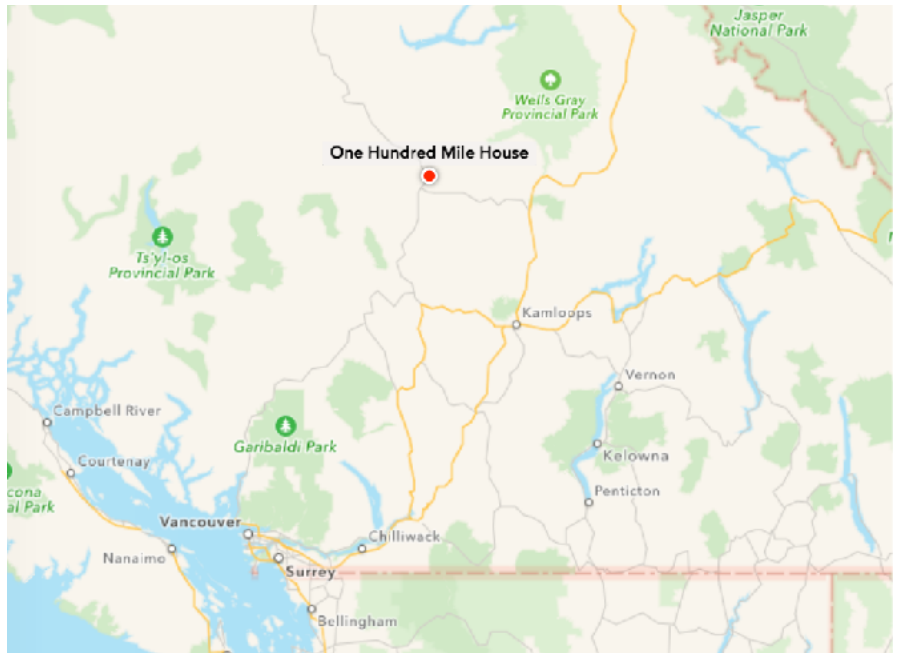 Jasper
National Park
Wells Gray
Provincial Park
One Hundred Mile House
Ts'yl-os
Provincial Park
Kamloops
Vernon
Campbell River
Garibaldi Park
Courtenay
Kelowna
cona
al Park
Penticton
Vancouver
Chilliwack
Nanaimo
Surrey
Bellingham